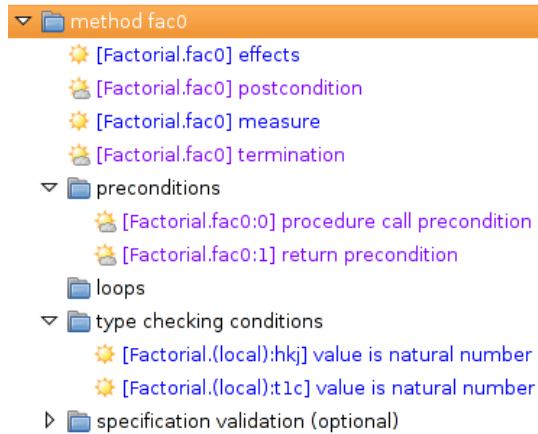 method fac0
[Factorial.fac0] effects
[Factorial.fac0] postcondition
[Factorial.fac0] measure
[Factorial.fac0] termination
preconditions
[Factorial.fac0:0] procedure call precondition
[Factorial.fac0:1] return precondition
loops
type checking conditions
[Factorial.(local):hkj] value is natural number
[Factorial.(local):t1c] value is natural number
specification validation (optional)